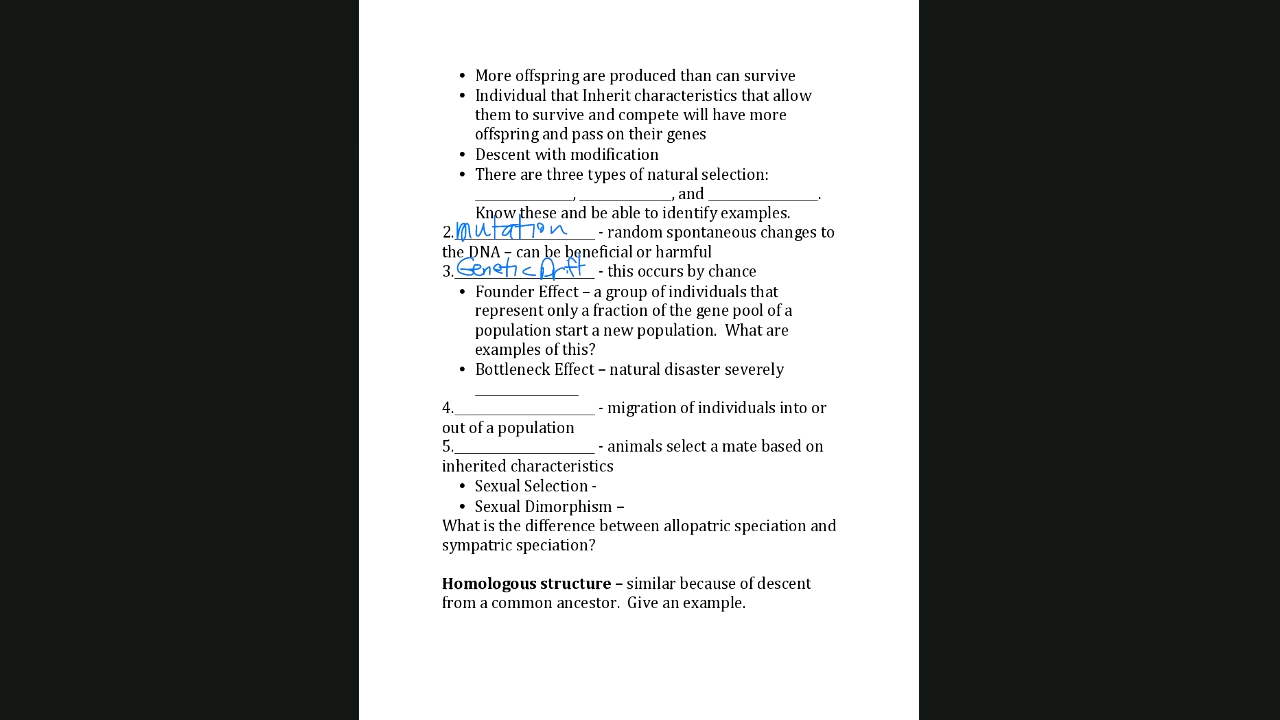 • More offspring are produced than can survive
• Individual that Inherit characteristics that allow
them to survive and compete will have more
offspring and pass on their genes
• Descent with modification
• There are three types of natural selection:
______________, _____________, and ________________.
Know these and be able to identify examples.
2. mutation - random spontaneous changes to
the DNA – can be beneficial or harmful
3. Genetic Drift - this occurs by chance
• Founder Effect – a group of individuals that
represent only a fraction of the gene pool of a
population start a new population. What are
examples of this?
• Bottleneck Effect – natural disaster severely
_______________
4.____________________ - migration of individuals into or
out of a population
5.____________________ - animals select a mate based on
inherited characteristics
• Sexual Selection -
• Sexual Dimorphism –
What is the difference between allopatric speciation and
sympatric speciation?
Homologous structure – similar because of descent
from a common ancestor. Give an example.